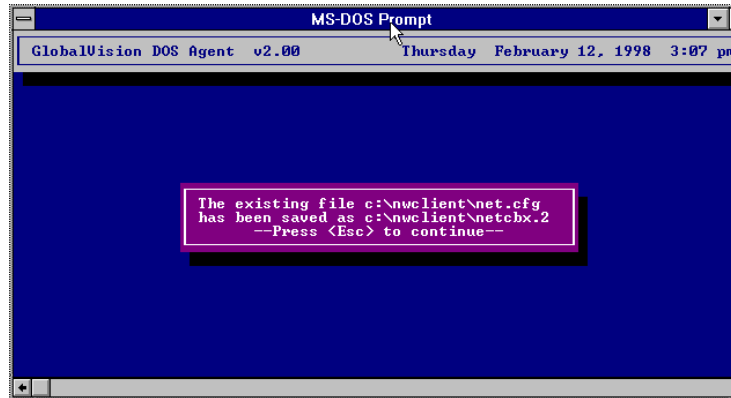 MS-DOS Prompt
GlobalVision DOS Agent v2.00 Thursday February 12, 1998 3:07 pm
The existing file c:\nwclient\net.cfg
has been saved as c:\nwclient\netcbx.2
--Press <Esc> to continue--